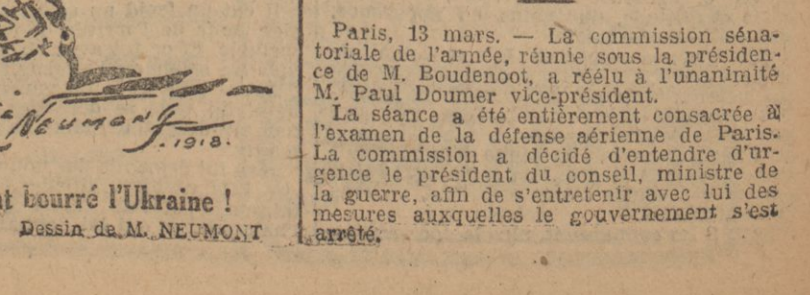 NEUMONT
.1918.
t bourré l'Ukraine !
Dessin de M. NEUMONT
Paris, 13 mars. — La commission séna-
toriale de l'armée, réunie sous la présiden-
ce de M. Boudenoot, a réélu à l'unanimité
M. Paul Doumer vice-président.
La séance a été entièrement consacrée à
l'examen de la défense aérienne de Paris.
La commission a décidé d'entendre d'ur-
gence le président du conseil, ministre de
la guerre, afin de s'entretenir avec lui des
mesures auxquelles le gouvernement s'est
arrêté.